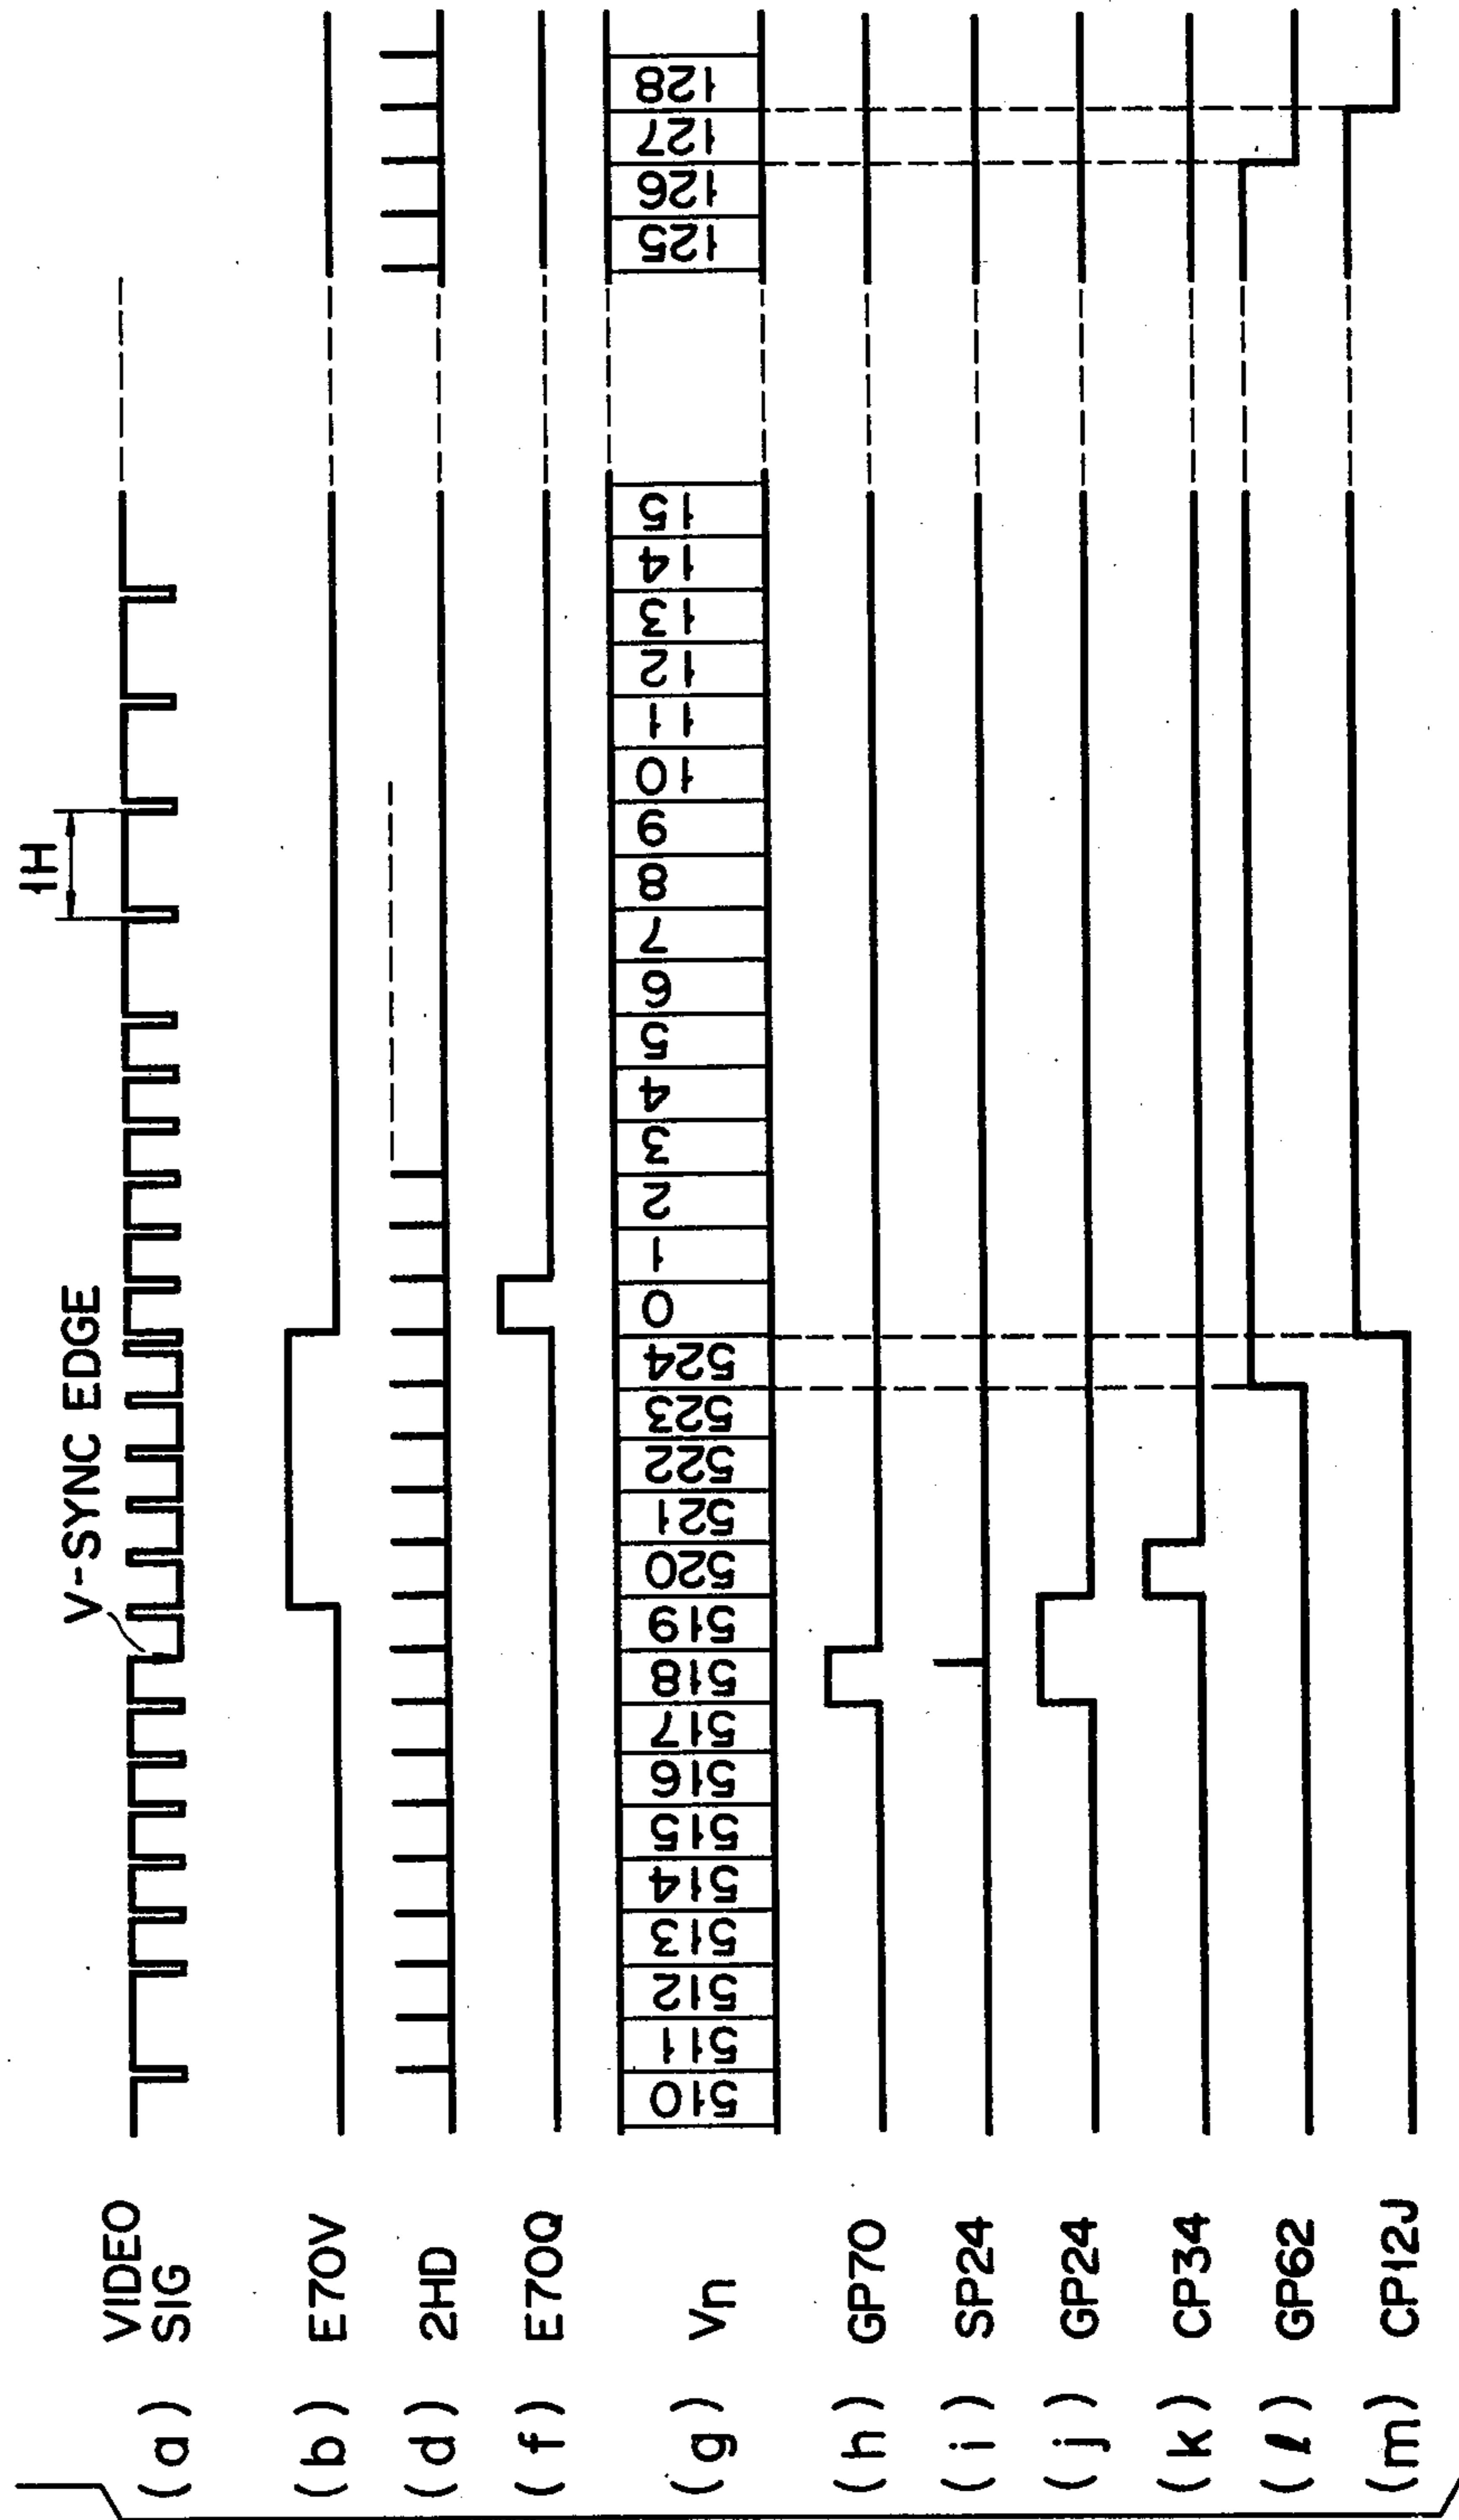 1H
V-SYNC EDGE
(a) VIDEO SIG
(b) E70V
(d) 2HD
(f) E70Q
(g) Vn 510 511 512 513 514 515 516 517 518 519 520 521 522 523 524 0 1 2 3 4 5 6 7 8 9 10 11 12 13 14 15 125 126 127 128
(h) GP70
(i) SP24
(j) GP24
(k) CP34
(l) GP62
(m) CP12J